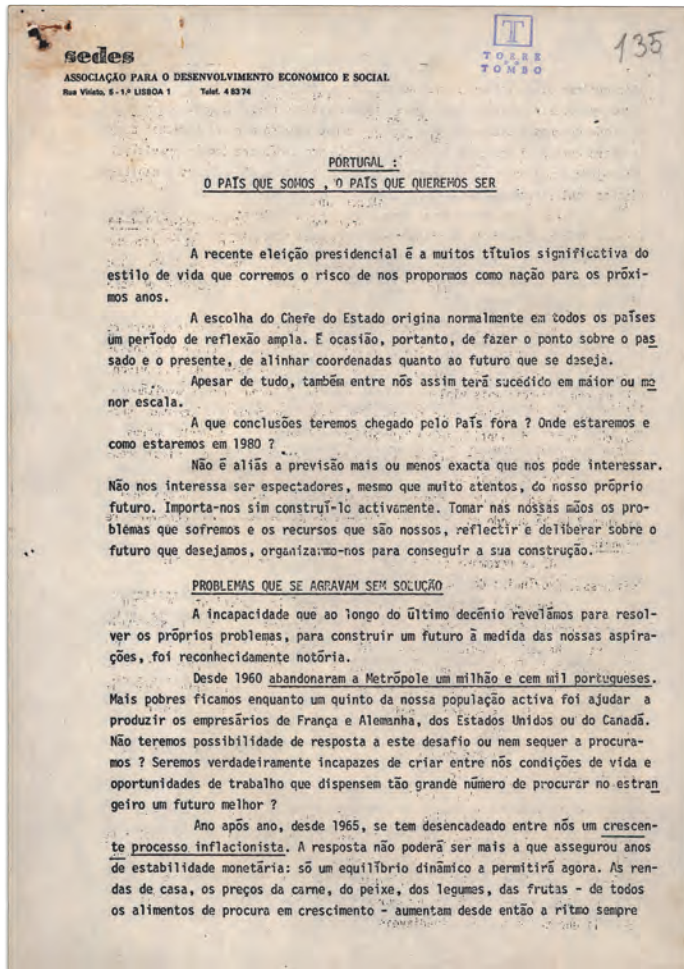 sedes
ASSOCIAÇÃO PARA O DESENVOLVIMENTO ECONÓMICO E SOCIAL
Rua Viriato, 5 - 1.º LISBOA 1 Telef. 4 83 74
T
TORRE
DO
TOMBO
135
PORTUGAL :
O PAÍS QUE SOMOS , O PAÍS QUE QUEREMOS SER
A recente eleição presidencial é a muitos títulos significativa do
estilo de vida que corremos o risco de nos propormos como nação para os próxi-
mos anos.
A escolha do Chefe do Estado origina normalmente em todos os países
um período de reflexão ampla. É ocasião, portanto, de fazer o ponto sobre o pas
sado e o presente, de alinhar coordenadas quanto ao futuro que se deseja.
Apesar de tudo, também entre nós assim terá sucedido em maior ou me
nor escala.
A que conclusões teremos chegado pelo País fora ? Onde estaremos e
como estaremos em 1980 ?
Não é aliás a previsão mais ou menos exacta que nos pode interessar.
Não nos interessa ser espectadores, mesmo que muito atentos, do nosso próprio
futuro. Importa-nos sim construí-lo activamente. Tomar nas nossas mãos os pro-
blemas que sofremos e os recursos que são nossos, reflectir e deliberar sobre o
futuro que desejamos, organizarmo-nos para conseguir a sua construção.
PROBLEMAS QUE SE AGRAVAM SEM SOLUÇÃO
A incapacidade que ao longo do último decénio revelámos para resol-
ver os próprios problemas, para construir um futuro à medida das nossas aspira-
ções, foi reconhecidamente notória.
Desde 1960 abandonaram a Metrópole um milhão e cem mil portugueses.
Mais pobres ficamos enquanto um quinto da nossa população activa foi ajudar a
produzir os empresários de França e Alemanha, dos Estados Unidos ou do Canadá.
Não teremos possibilidade de resposta a este desafio ou nem sequer a procura-
mos ? Seremos verdadeiramente incapazes de criar entre nós condições de vida e
oportunidades de trabalho que dispensem tão grande número de procurar no estran
geiro um futuro melhor ?
Ano após ano, desde 1965, se tem desencadeado entre nós um crescen-
te processo inflacionista. A resposta não poderá ser mais a que assegurou anos
de estabilidade monetária: só um equilíbrio dinâmico a permitirá agora. As ren-
das de casa, os preços da carne, do peixe, dos legumes, das frutas - de todos
os alimentos de procura em crescimento - aumentam desde então a ritmo sempre